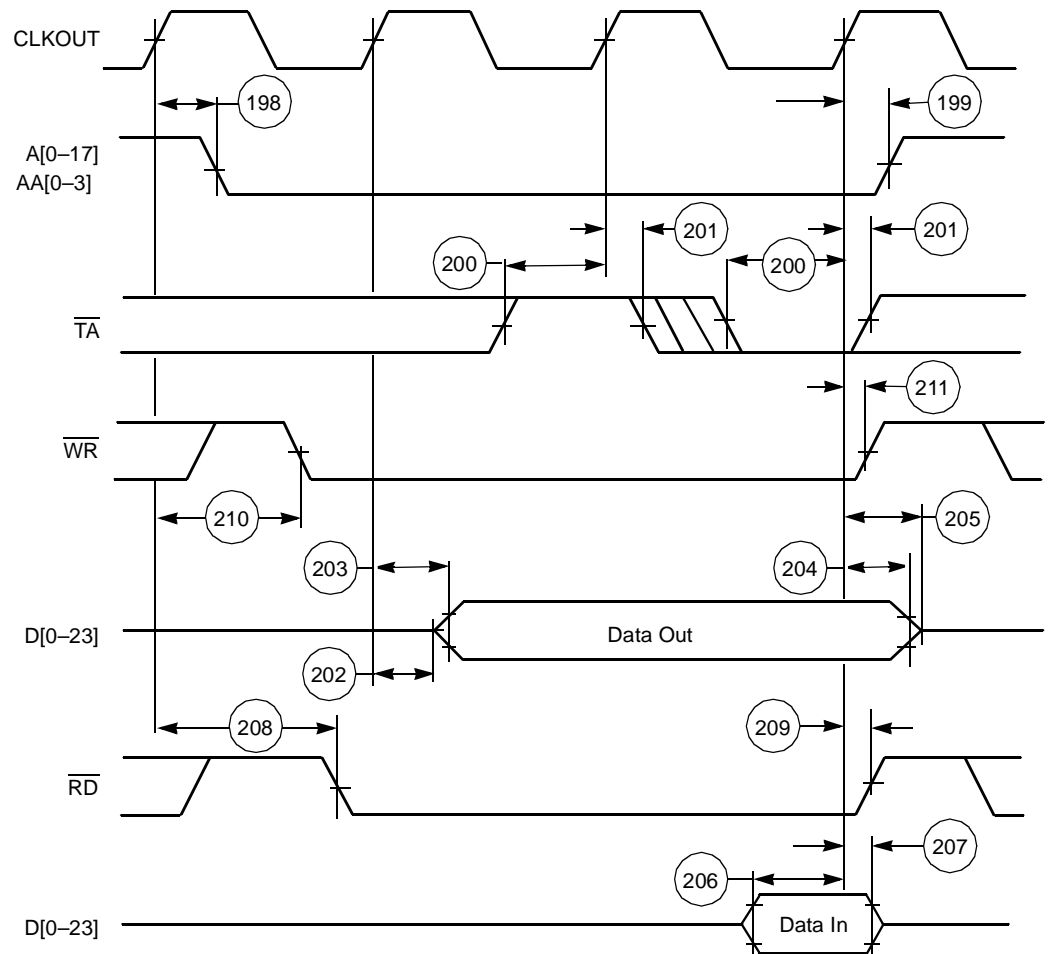 CLKOUT
198
199
A[0–17]
AA[0–3]
201
201
200
200
TA
211
WR
210
205
203
204
D[0–23]
Data Out
202
208
209
RD
207
206
D[0–23]
Data In